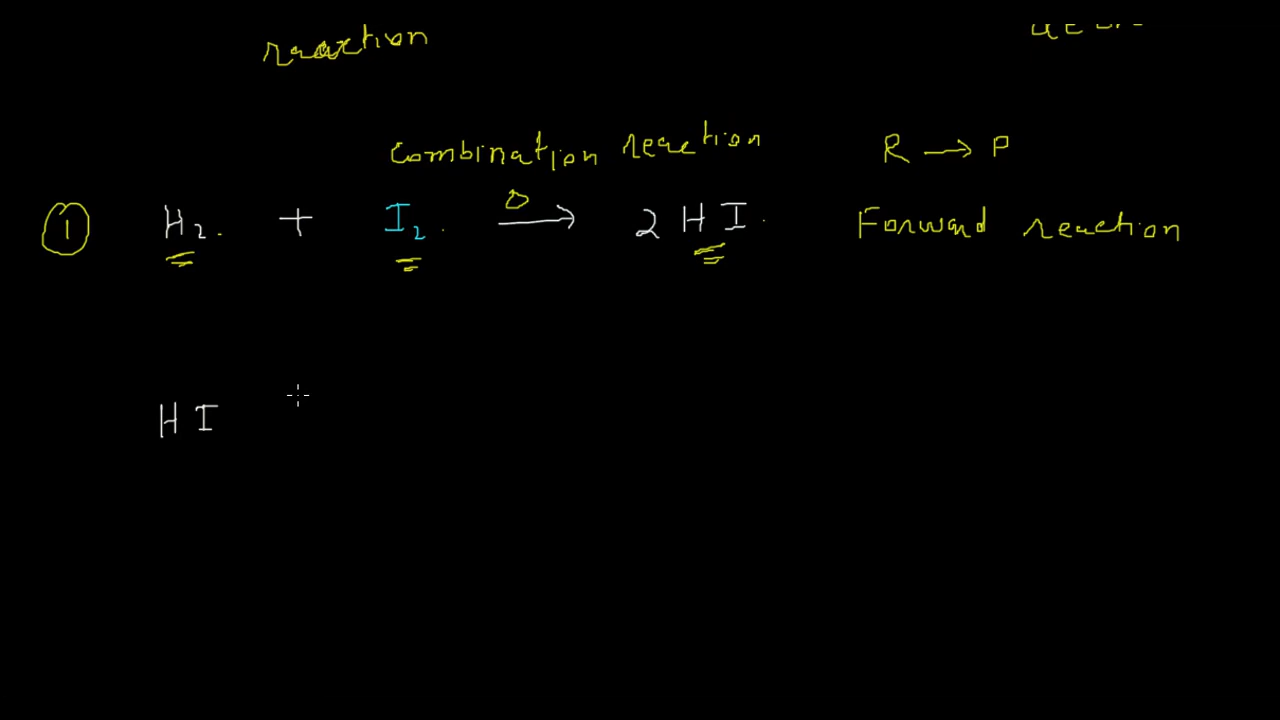 reaction
combination reaction R → P
① H₂. + I₂. →Δ 2 HI. Forward reaction
HI